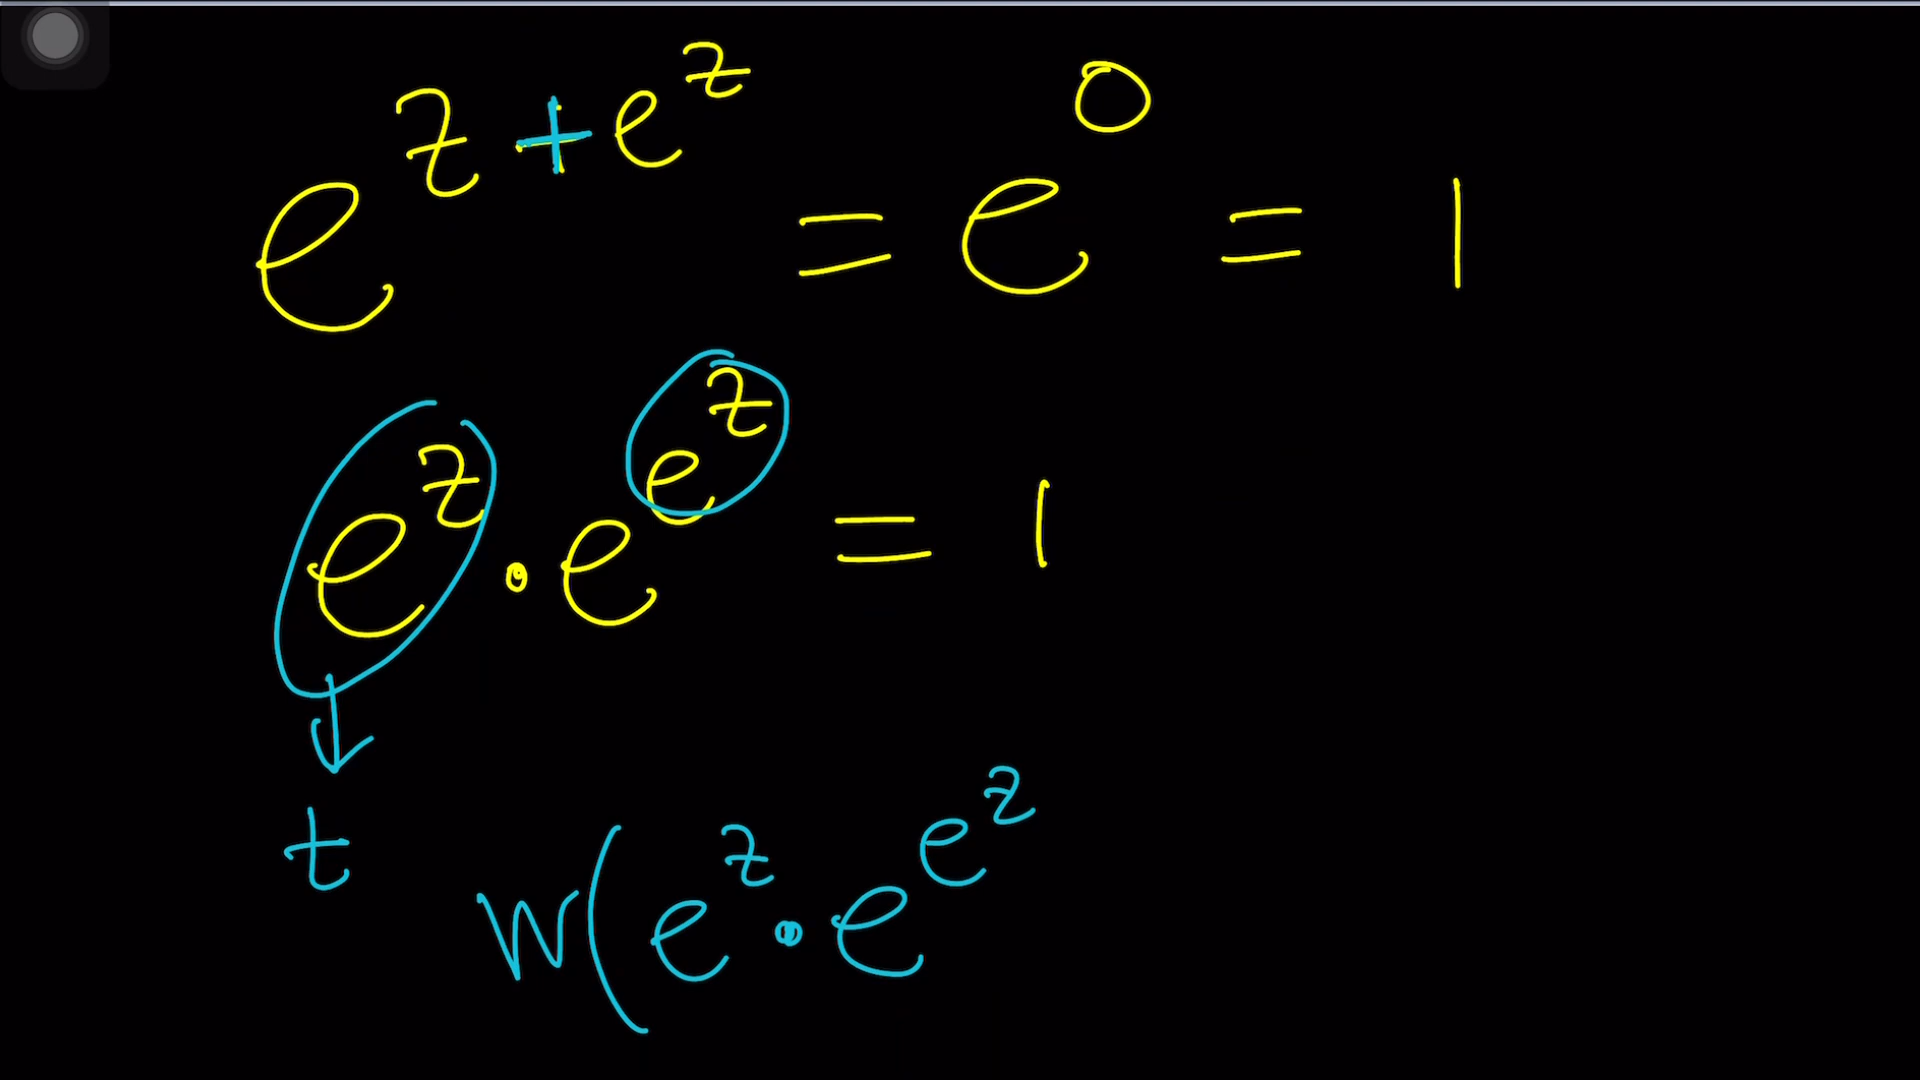 e^{z+e^z} = e^0 = 1
e^z • e^{e^z} = 1
t
W(e^z • e^{e^z}